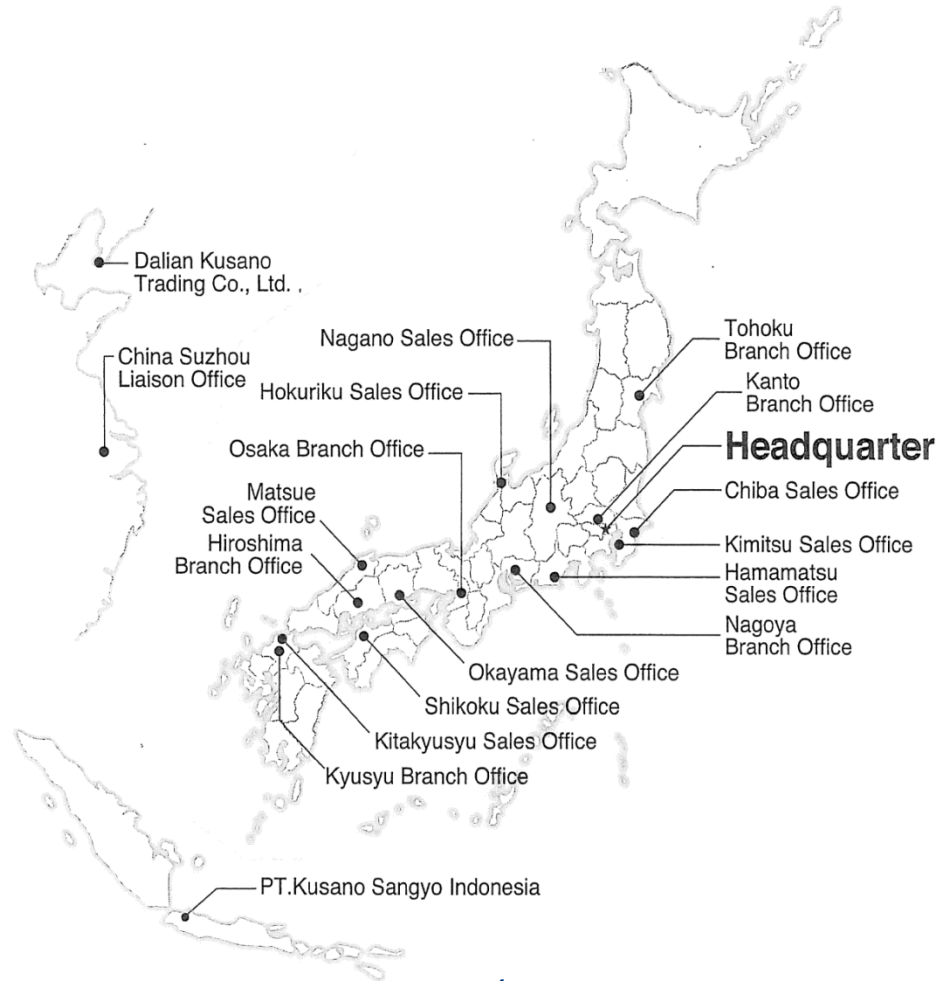 Dalian Kusano
Trading Co., Ltd.
China Suzhou
Liaison Office
Nagano Sales Office
Hokuriku Sales Office
Osaka Branch Office
Matsue
Sales Office
Hiroshima
Branch Office
Tohoku
Branch Office
Kanto
Branch Office
Headquarter
Chiba Sales Office
Kimitsu Sales Office
Hamamatsu
Sales Office
Nagoya
Branch Office
Okayama Sales Office
Shikoku Sales Office
Kitakyusyu Sales Office
Kyusyu Branch Office
PT.Kusano Sangyo Indonesia